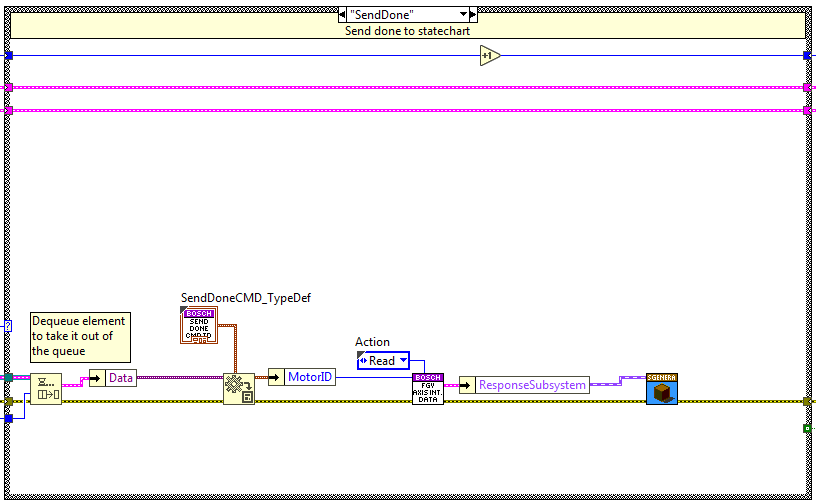 "SendDone"
Send done to statechart
+1
SendDoneCMD_TypeDef
BOSCH
SEND
DONE
CMD TD
Dequeue element
to take it out of
the queue
Action
Read
?
Data
MotorID
BOSCH
FGV
AXIS INT.
DATA
ResponseSubsystem
SGENERA